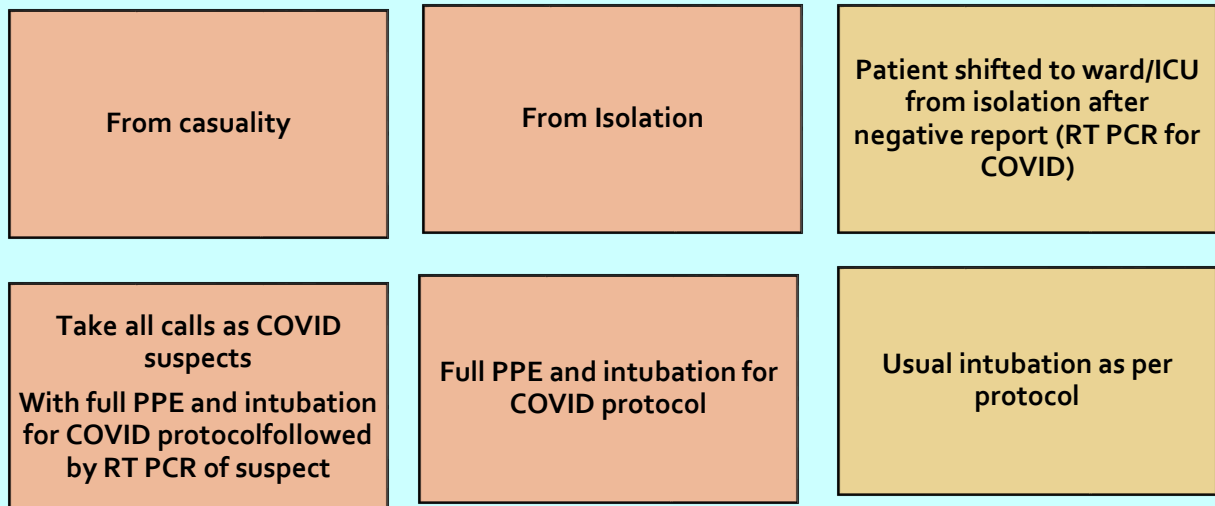 From casuality
From Isolation
Patient shifted to ward/ICU
from isolation after
negative report (RT PCR for
COVID)
Take all calls as COVID
suspects
With full PPE and intubation
for COVID protocolfollowed
by RT PCR of suspect
Full PPE and intubation for
COVID protocol
Usual intubation as per
protocol